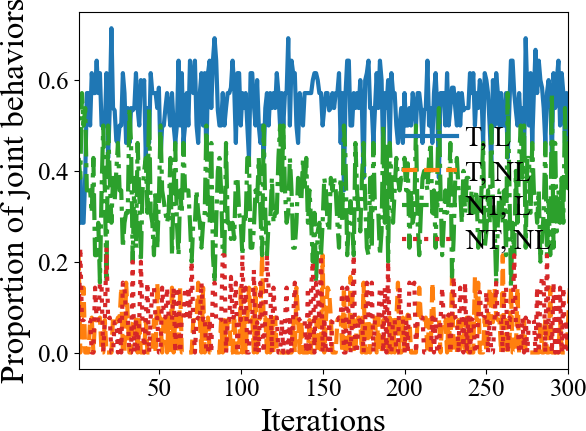 Proportion of joint behaviors
0.6
0.4
0.2
0.0
T, L
T, NL
NT, L
NT, NL
50
100
150
200
250
300
Iterations